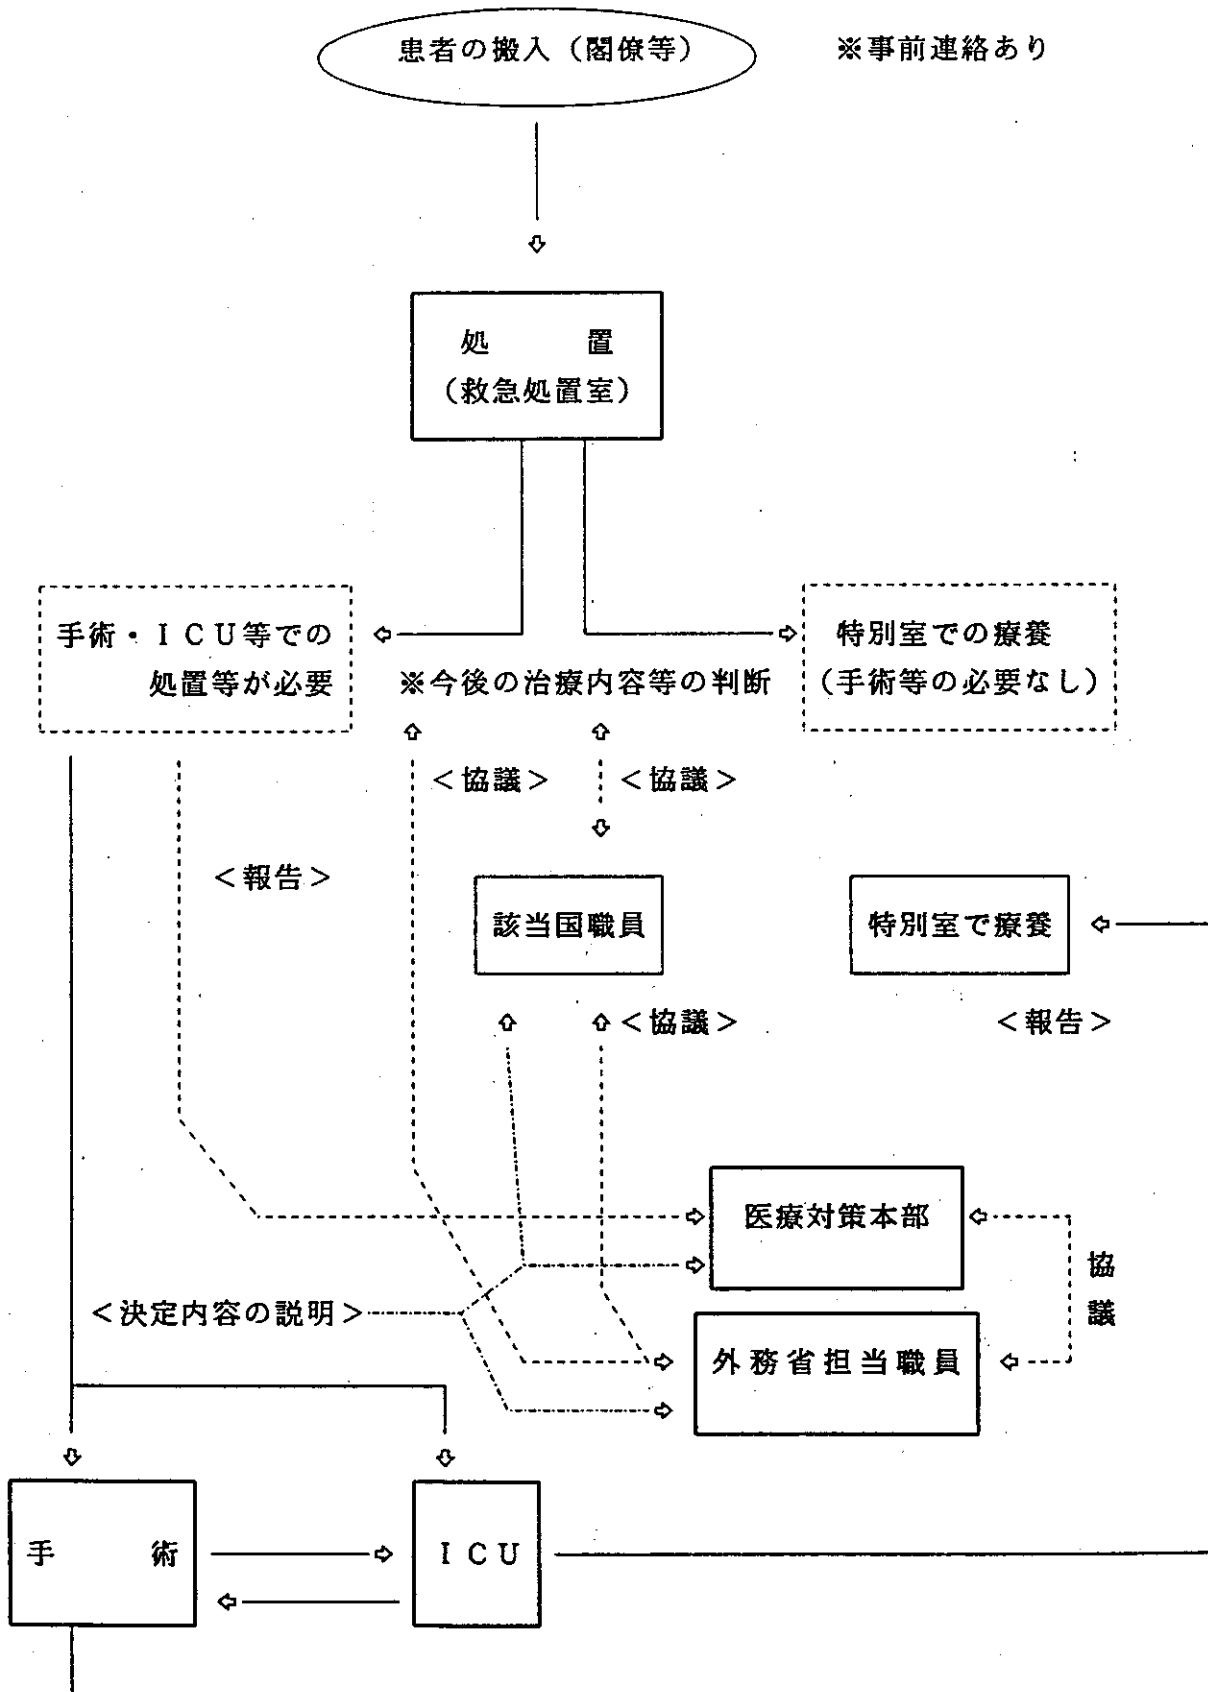 患者の搬入（閣僚等）
※事前連絡あり
処　　置
（救急処置室）
手術・ＩＣＵ等での
処置等が必要
※今後の治療内容等の判断
特別室での療養
（手術等の必要なし）
＜協議＞
＜協議＞
＜報告＞
該当国職員
特別室で療養
＜協議＞
＜報告＞
医療対策本部
協議
＜決定内容の説明＞
外務省担当職員
手　　術
ＩＣＵ